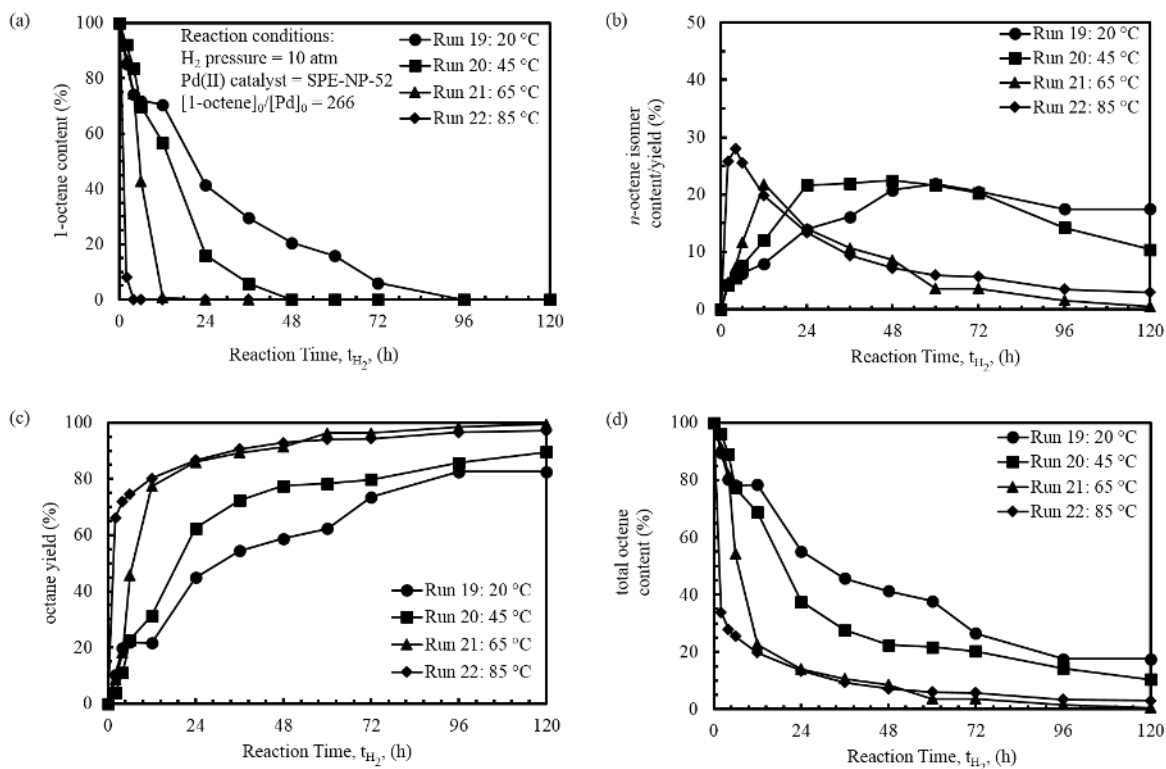 (a)
100
80
60
40
20
0
1-octene content (%)
Reaction conditions:
H₂ pressure = 10 atm
Pd(II) catalyst = SPE-NP-52
[1-octene]₀/[Pd]₀ = 266
Run 19: 20 °C
Run 20: 45 °C
Run 21: 65 °C
Run 22: 85 °C
0 24 48 72 96 120
Reaction Time, t_H₂, (h)
(b)
50
40
30
20
10
0
n-octene isomer
content/yield (%)
Run 19: 20 °C
Run 20: 45 °C
Run 21: 65 °C
Run 22: 85 °C
0 24 48 72 96 120
Reaction Time, t_H₂, (h)
(c)
100
80
60
40
20
0
octane yield (%)
Run 19: 20 °C
Run 20: 45 °C
Run 21: 65 °C
Run 22: 85 °C
0 24 48 72 96 120
Reaction Time, t_H₂, (h)
(d)
100
80
60
40
20
0
total octene
content (%)
Run 19: 20 °C
Run 20: 45 °C
Run 21: 65 °C
Run 22: 85 °C
0 24 48 72 96 120
Reaction Time, t_H₂, (h)